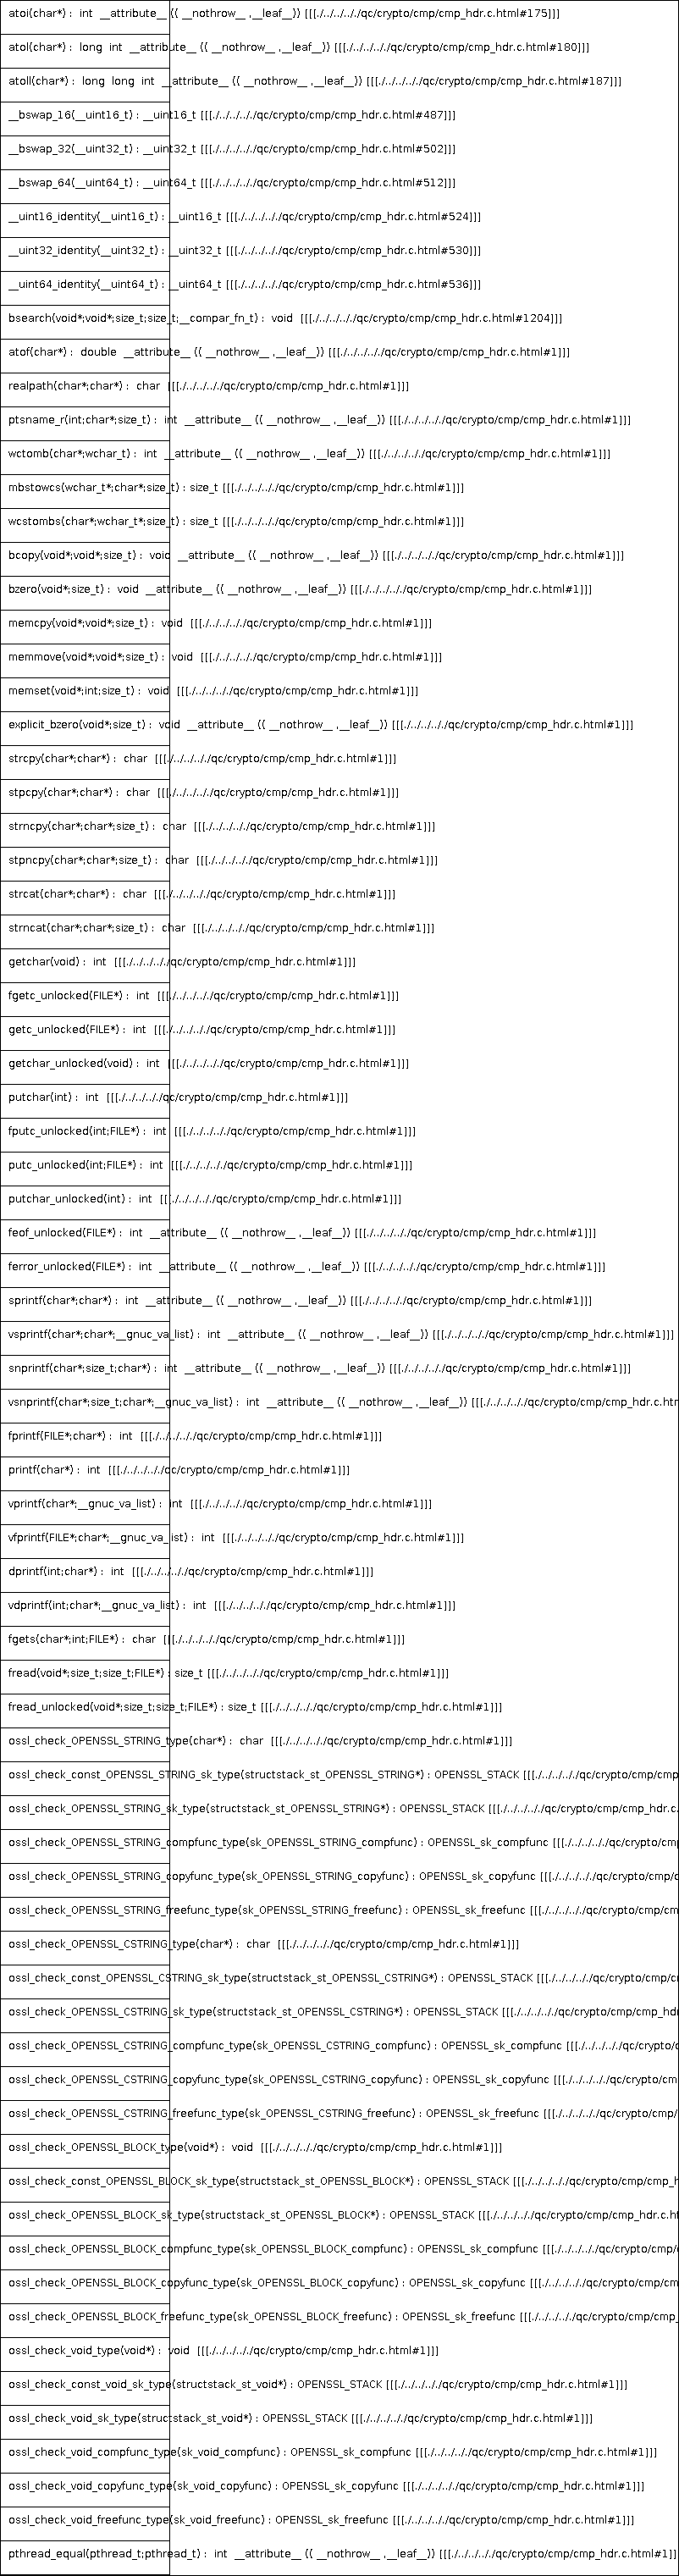 atoi(char*) :  int  __attribute__ (( __nothrow__ ,__leaf__)) [[[./../../../qc/crypto/cmp/cmp_hdr.c.html#175]]]
atol(char*) :  long  int  __attribute__ (( __nothrow__ ,__leaf__)) [[[./../../../qc/crypto/cmp/cmp_hdr.c.html#180]]]
atoll(char*) :  long  long  int  __attribute__ (( __nothrow__ ,__leaf__)) [[[./../../../qc/crypto/cmp/cmp_hdr.c.html#187]]]
__bswap_16(__uint16_t) : __uint16_t [[[./../../../qc/crypto/cmp/cmp_hdr.c.html#487]]]
__bswap_32(__uint32_t) : __uint32_t [[[./../../../qc/crypto/cmp/cmp_hdr.c.html#502]]]
__bswap_64(__uint64_t) : __uint64_t [[[./../../../qc/crypto/cmp/cmp_hdr.c.html#512]]]
__uint16_identity(__uint16_t) : __uint16_t [[[./../../../qc/crypto/cmp/cmp_hdr.c.html#524]]]
__uint32_identity(__uint32_t) : __uint32_t [[[./../../../qc/crypto/cmp/cmp_hdr.c.html#530]]]
__uint64_identity(__uint64_t) : __uint64_t [[[./../../../qc/crypto/cmp/cmp_hdr.c.html#536]]]
bsearch(void*;void*;size_t;size_t;__compar_fn_t) :  void  [[[./../../../qc/crypto/cmp/cmp_hdr.c.html#1204]]]
atof(char*) :  double  __attribute__ (( __nothrow__ ,__leaf__)) [[[./../../../qc/crypto/cmp/cmp_hdr.c.html#1]]]
realpath(char*;char*) :  char  [[[./../../../qc/crypto/cmp/cmp_hdr.c.html#1]]]
ptsname_r(int;char*;size_t) :  int  __attribute__ (( __nothrow__ ,__leaf__)) [[[./../../../qc/crypto/cmp/cmp_hdr.c.html#1]]]
wctomb(char*;wchar_t) :  int  __attribute__ (( __nothrow__ ,__leaf__)) [[[./../../../qc/crypto/cmp/cmp_hdr.c.html#1]]]
mbstowcs(wchar_t*;char*;size_t) : size_t [[[./../../../qc/crypto/cmp/cmp_hdr.c.html#1]]]
wcstombs(char*;wchar_t*;size_t) : size_t [[[./../../../qc/crypto/cmp/cmp_hdr.c.html#1]]]
bcopy(void*;void*;size_t) :  void  __attribute__ (( __nothrow__ ,__leaf__)) [[[./../../../qc/crypto/cmp/cmp_hdr.c.html#1]]]
bzero(void*;size_t) :  void  __attribute__ (( __nothrow__ ,__leaf__)) [[[./../../../qc/crypto/cmp/cmp_hdr.c.html#1]]]
memcpy(void*;void*;size_t) :  void  [[[./../../../qc/crypto/cmp/cmp_hdr.c.html#1]]]
memmove(void*;void*;size_t) :  void  [[[./../../../qc/crypto/cmp/cmp_hdr.c.html#1]]]
memset(void*;int;size_t) :  void  [[[./../../../qc/crypto/cmp/cmp_hdr.c.html#1]]]
explicit_bzero(void*;size_t) :  void  __attribute__ (( __nothrow__ ,__leaf__)) [[[./../../../qc/crypto/cmp/cmp_hdr.c.html#1]]]
strcpy(char*;char*) :  char  [[[./../../../qc/crypto/cmp/cmp_hdr.c.html#1]]]
stpcpy(char*;char*) :  char  [[[./../../../qc/crypto/cmp/cmp_hdr.c.html#1]]]
strncpy(char*;char*;size_t) :  char  [[[./../../../qc/crypto/cmp/cmp_hdr.c.html#1]]]
stpncpy(char*;char*;size_t) :  char  [[[./../../../qc/crypto/cmp/cmp_hdr.c.html#1]]]
strcat(char*;char*) :  char  [[[./../../../qc/crypto/cmp/cmp_hdr.c.html#1]]]
strncat(char*;char*;size_t) :  char  [[[./../../../qc/crypto/cmp/cmp_hdr.c.html#1]]]
getchar(void) :  int  [[[./../../../qc/crypto/cmp/cmp_hdr.c.html#1]]]
fgetc_unlocked(FILE*) :  int  [[[./../../../qc/crypto/cmp/cmp_hdr.c.html#1]]]
getc_unlocked(FILE*) :  int  [[[./../../../qc/crypto/cmp/cmp_hdr.c.html#1]]]
getchar_unlocked(void) :  int  [[[./../../../qc/crypto/cmp/cmp_hdr.c.html#1]]]
putchar(int) :  int  [[[./../../../qc/crypto/cmp/cmp_hdr.c.html#1]]]
fputc_unlocked(int;FILE*) :  int  [[[./../../../qc/crypto/cmp/cmp_hdr.c.html#1]]]
putc_unlocked(int;FILE*) :  int  [[[./../../../qc/crypto/cmp/cmp_hdr.c.html#1]]]
putchar_unlocked(int) :  int  [[[./../../../qc/crypto/cmp/cmp_hdr.c.html#1]]]
feof_unlocked(FILE*) :  int  __attribute__ (( __nothrow__ ,__leaf__)) [[[./../../../qc/crypto/cmp/cmp_hdr.c.html#1]]]
ferror_unlocked(FILE*) :  int  __attribute__ (( __nothrow__ ,__leaf__)) [[[./../../../qc/crypto/cmp/cmp_hdr.c.html#1]]]
sprintf(char*;char*) :  int  __attribute__ (( __nothrow__ ,__leaf__)) [[[./../../../qc/crypto/cmp/cmp_hdr.c.html#1]]]
vsprintf(char*;char*;__gnuc_va_list) :  int  __attribute__ (( __nothrow__ ,__leaf__)) [[[./../../../qc/crypto/cmp/cmp_hdr.c.html#1]]]
snprintf(char*;size_t;char*) :  int  __attribute__ (( __nothrow__ ,__leaf__)) [[[./../../../qc/crypto/cmp/cmp_hdr.c.html#1]]]
vsnprintf(char*;size_t;char*;__gnuc_va_list) :  int  __attribute__ (( __nothrow__ ,__leaf__)) [[[./../../../qc/crypto/cmp/cmp_hdr.c.htm
fprintf(FILE*;char*) :  int  [[[./../../../qc/crypto/cmp/cmp_hdr.c.html#1]]]
printf(char*) :  int  [[[./../../../qc/crypto/cmp/cmp_hdr.c.html#1]]]
vprintf(char*;__gnuc_va_list) :  int  [[[./../../../qc/crypto/cmp/cmp_hdr.c.html#1]]]
vfprintf(FILE*;char*;__gnuc_va_list) :  int  [[[./../../../qc/crypto/cmp/cmp_hdr.c.html#1]]]
dprintf(int;char*) :  int  [[[./../../../qc/crypto/cmp/cmp_hdr.c.html#1]]]
vdprintf(int;char*;__gnuc_va_list) :  int  [[[./../../../qc/crypto/cmp/cmp_hdr.c.html#1]]]
fgets(char*;int;FILE*) :  char  [[[./../../../qc/crypto/cmp/cmp_hdr.c.html#1]]]
fread(void*;size_t;size_t;FILE*) : size_t [[[./../../../qc/crypto/cmp/cmp_hdr.c.html#1]]]
fread_unlocked(void*;size_t;size_t;FILE*) : size_t [[[./../../../qc/crypto/cmp/cmp_hdr.c.html#1]]]
ossl_check_OPENSSL_STRING_type(char*) :  char  [[[./../../../qc/crypto/cmp/cmp_hdr.c.html#1]]]
ossl_check_const_OPENSSL_STRING_sk_type(structstack_st_OPENSSL_STRING*) : OPENSSL_STACK [[[./../../../qc/crypto/cmp/cmp
ossl_check_OPENSSL_STRING_sk_type(structstack_st_OPENSSL_STRING*) : OPENSSL_STACK [[[./../../../qc/crypto/cmp/cmp_hdr.c.
ossl_check_OPENSSL_STRING_compfunc_type(sk_OPENSSL_STRING_compfunc) : OPENSSL_sk_compfunc [[[./../../../qc/crypto/cmp
ossl_check_OPENSSL_STRING_copyfunc_type(sk_OPENSSL_STRING_copyfunc) : OPENSSL_sk_copyfunc [[[./../../../qc/crypto/cmp/c
ossl_check_OPENSSL_STRING_freefunc_type(sk_OPENSSL_STRING_freefunc) : OPENSSL_sk_freefunc [[[./../../../qc/crypto/cmp/cm
ossl_check_OPENSSL_CSTRING_type(char*) :  char  [[[./../../../qc/crypto/cmp/cmp_hdr.c.html#1]]]
ossl_check_const_OPENSSL_CSTRING_sk_type(structstack_st_OPENSSL_CSTRING*) : OPENSSL_STACK [[[./../../../qc/crypto/cmp/c
ossl_check_OPENSSL_CSTRING_sk_type(structstack_st_OPENSSL_CSTRING*) : OPENSSL_STACK [[[./../../../qc/crypto/cmp/cmp_hd
ossl_check_OPENSSL_CSTRING_compfunc_type(sk_OPENSSL_CSTRING_compfunc) : OPENSSL_sk_compfunc [[[./../../../qc/crypto/
ossl_check_OPENSSL_CSTRING_copyfunc_type(sk_OPENSSL_CSTRING_copyfunc) : OPENSSL_sk_copyfunc [[[./../../../qc/crypto/cm
ossl_check_OPENSSL_CSTRING_freefunc_type(sk_OPENSSL_CSTRING_freefunc) : OPENSSL_sk_freefunc [[[./../../../qc/crypto/cmp/
ossl_check_OPENSSL_BLOCK_type(void*) :  void  [[[./../../../qc/crypto/cmp/cmp_hdr.c.html#1]]]
ossl_check_const_OPENSSL_BLOCK_sk_type(structstack_st_OPENSSL_BLOCK*) : OPENSSL_STACK [[[./../../../qc/crypto/cmp/cmp_h
ossl_check_OPENSSL_BLOCK_sk_type(structstack_st_OPENSSL_BLOCK*) : OPENSSL_STACK [[[./../../../qc/crypto/cmp/cmp_hdr.c.ht
ossl_check_OPENSSL_BLOCK_compfunc_type(sk_OPENSSL_BLOCK_compfunc) : OPENSSL_sk_compfunc [[[./../../../qc/crypto/cmp/
ossl_check_OPENSSL_BLOCK_copyfunc_type(sk_OPENSSL_BLOCK_copyfunc) : OPENSSL_sk_copyfunc [[[./../../../qc/crypto/cmp/cm
ossl_check_OPENSSL_BLOCK_freefunc_type(sk_OPENSSL_BLOCK_freefunc) : OPENSSL_sk_freefunc [[[./../../../qc/crypto/cmp/cmp_
ossl_check_void_type(void*) :  void  [[[./../../../qc/crypto/cmp/cmp_hdr.c.html#1]]]
ossl_check_const_void_sk_type(structstack_st_void*) : OPENSSL_STACK [[[./../../../qc/crypto/cmp/cmp_hdr.c.html#1]]]
ossl_check_void_sk_type(structstack_st_void*) : OPENSSL_STACK [[[./../../../qc/crypto/cmp/cmp_hdr.c.html#1]]]
ossl_check_void_compfunc_type(sk_void_compfunc) : OPENSSL_sk_compfunc [[[./../../../qc/crypto/cmp/cmp_hdr.c.html#1]]]
ossl_check_void_copyfunc_type(sk_void_copyfunc) : OPENSSL_sk_copyfunc [[[./../../../qc/crypto/cmp/cmp_hdr.c.html#1]]]
ossl_check_void_freefunc_type(sk_void_freefunc) : OPENSSL_sk_freefunc [[[./../../../qc/crypto/cmp/cmp_hdr.c.html#1]]]
pthread_equal(pthread_t;pthread_t) :  int  __attribute__ (( __nothrow__ ,__leaf__)) [[[./../../../qc/crypto/cmp/cmp_hdr.c.html#1]]]